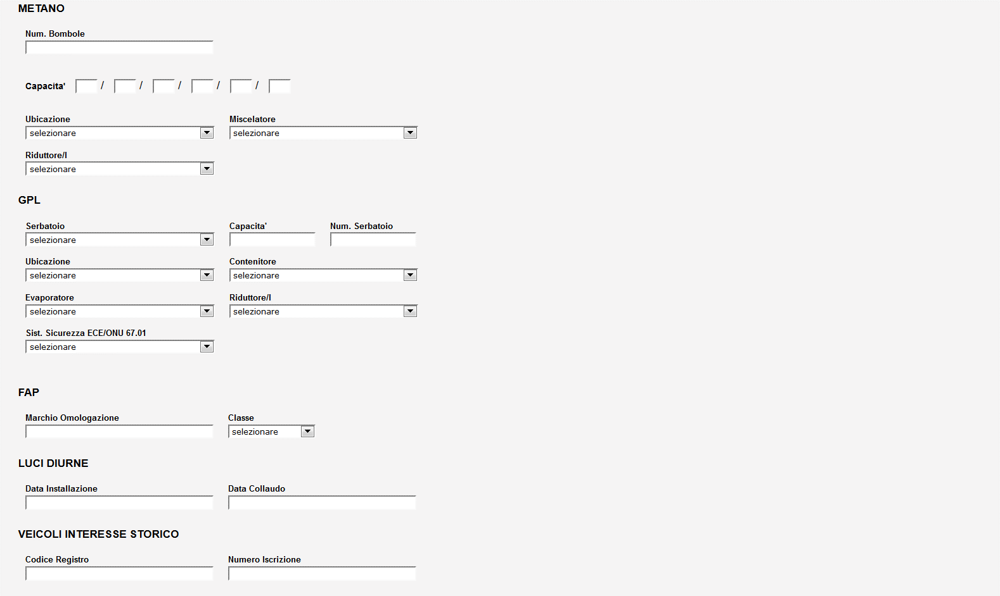 METANO
Num. Bombole
Capacita' / / / / /
Ubicazione Miscelatore
selezionare selezionare
Riduttore/I
selezionare
GPL
Serbatoio Capacita' Num. Serbatoio
selezionare
Ubicazione Contenitore
selezionare selezionare
Evaporatore Riduttore/I
selezionare selezionare
Sist. Sicurezza ECE/ONU 67.01
selezionare
FAP
Marchio Omologazione Classe
selezionare
LUCI DIURNE
Data Installazione Data Collaudo
VEICOLI INTERESSE STORICO
Codice Registro Numero Iscrizione